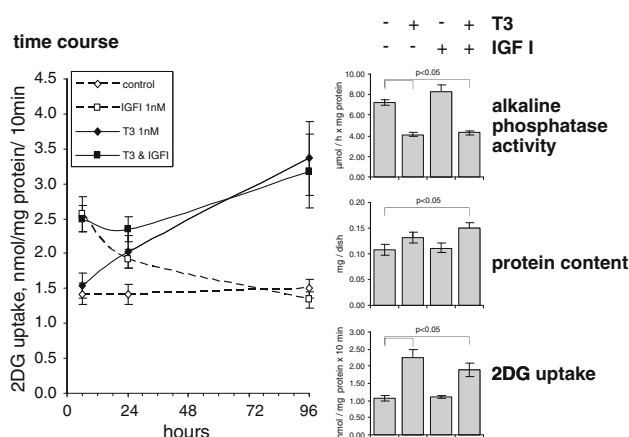 - + - + T3
- - + + IGF I
time course
4.5
4.0
3.5
3.0
2.5
2.0
1.5
1.0
0.5
0.0
2DG uptake, nmol/mg protein/ 10min
control
IGFI 1nM
T3 1nM
T3 & IGFI
0 24 48 72 96
hours
10.00
8.00
6.00
4.00
2.00
0.00
µmol / h x mg protein
p<0.05
alkaline
phosphatase
activity
0.20
0.15
0.10
0.05
0.00
mg / dish
p<0.05
protein content
3.00
2.50
2.00
1.50
1.00
0.50
0.00
nmol / mg protein x 10 min
p<0.05
2DG uptake